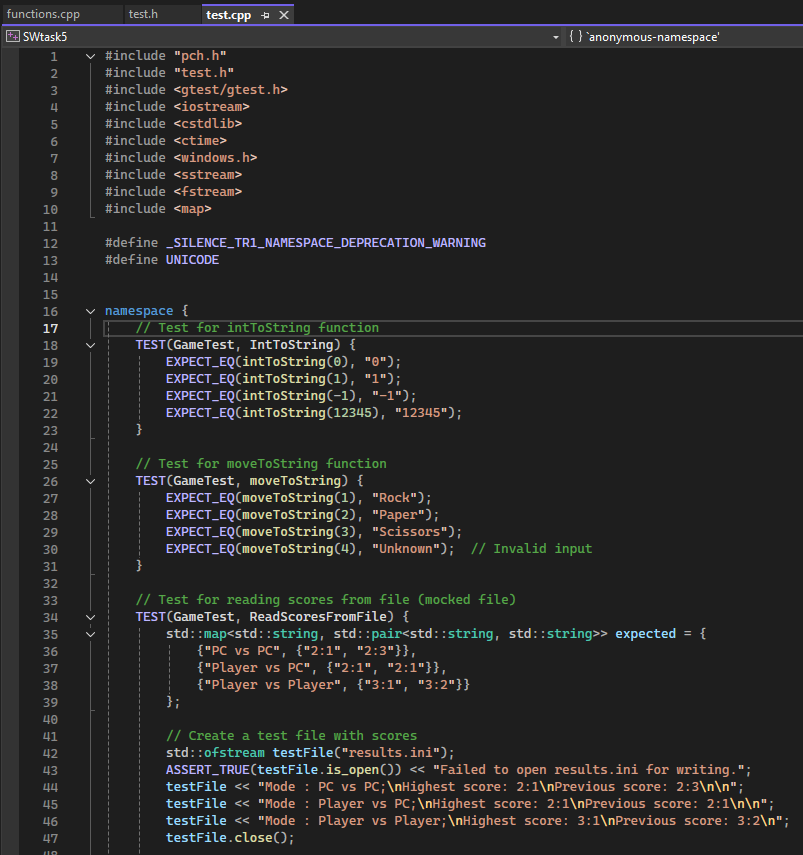 functions.cpp test.h test.cpp
SWtask5 { } `anonymous-namespace'
1 #include "pch.h"
2 #include "test.h"
3 #include <gtest/gtest.h>
4 #include <iostream>
5 #include <cstdlib>
6 #include <ctime>
7 #include <windows.h>
8 #include <sstream>
9 #include <fstream>
10 #include <map>
11
12 #define _SILENCE_TR1_NAMESPACE_DEPRECATION_WARNING
13 #define UNICODE
14
15
16 namespace {
17 // Test for intToString function
18 TEST(GameTest, IntToString) {
19 EXPECT_EQ(intToString(0), "0");
20 EXPECT_EQ(intToString(1), "1");
21 EXPECT_EQ(intToString(-1), "-1");
22 EXPECT_EQ(intToString(12345), "12345");
23 }
24
25 // Test for moveToString function
26 TEST(GameTest, moveToString) {
27 EXPECT_EQ(moveToString(1), "Rock");
28 EXPECT_EQ(moveToString(2), "Paper");
29 EXPECT_EQ(moveToString(3), "Scissors");
30 EXPECT_EQ(moveToString(4), "Unknown"); // Invalid input
31 }
32
33 // Test for reading scores from file (mocked file)
34 TEST(GameTest, ReadScoresFromFile) {
35 std::map<std::string, std::pair<std::string, std::string>> expected = {
36 {"PC vs PC", {"2:1", "2:3"}},
37 {"Player vs PC", {"2:1", "2:1"}},
38 {"Player vs Player", {"3:1", "3:2"}}
39 };
40
41 // Create a test file with scores
42 std::ofstream testFile("results.ini");
43 ASSERT_TRUE(testFile.is_open()) << "Failed to open results.ini for writing.";
44 testFile << "Mode : PC vs PC;\nHighest score: 2:1\nPrevious score: 2:3\n\n";
45 testFile << "Mode : Player vs PC;\nHighest score: 2:1\nPrevious score: 2:1\n\n";
46 testFile << "Mode : Player vs Player;\nHighest score: 3:1\nPrevious score: 3:2\n";
47 testFile.close();
48